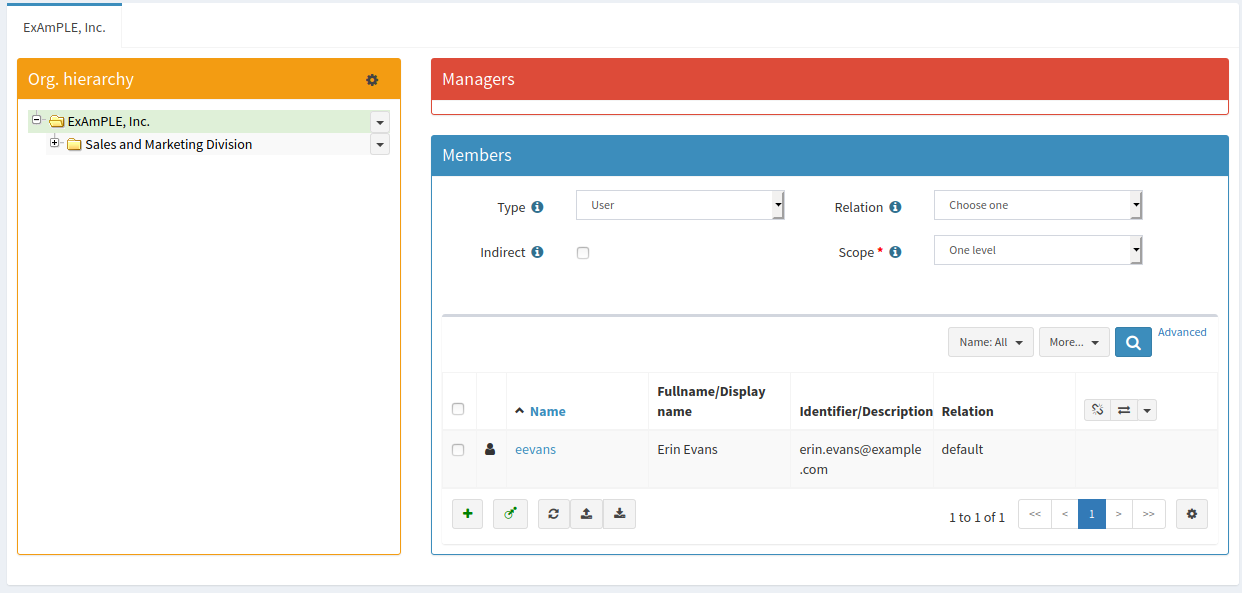 ExAmPLE, Inc.
Org. hierarchy
ExAmPLE, Inc.
Sales and Marketing Division
Managers
Members
Type User Relation Choose one
Indirect Scope * One level
Name: All More... Advanced
Fullname/Display
Name name Identifier/Description Relation
eevans Erin Evans erin.evans@example default
.com
1 to 1 of 1 << < 1 > >>